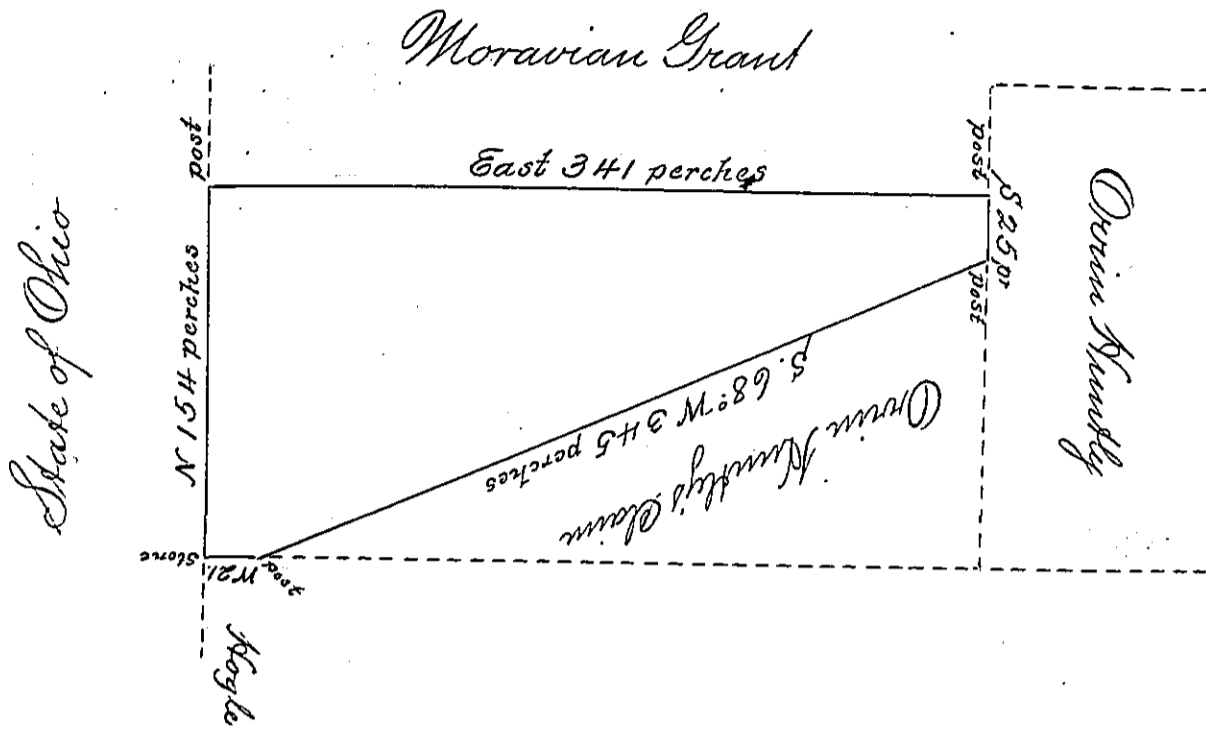 Moravian Grant
post
East 341 perches
post
S 25 pr
post
Orrin Huntly
State of Ohio
N 154 perches
S. 68° W 345 perches
Orrin Huntly's Claim
Stone
W 21
post
Hogle